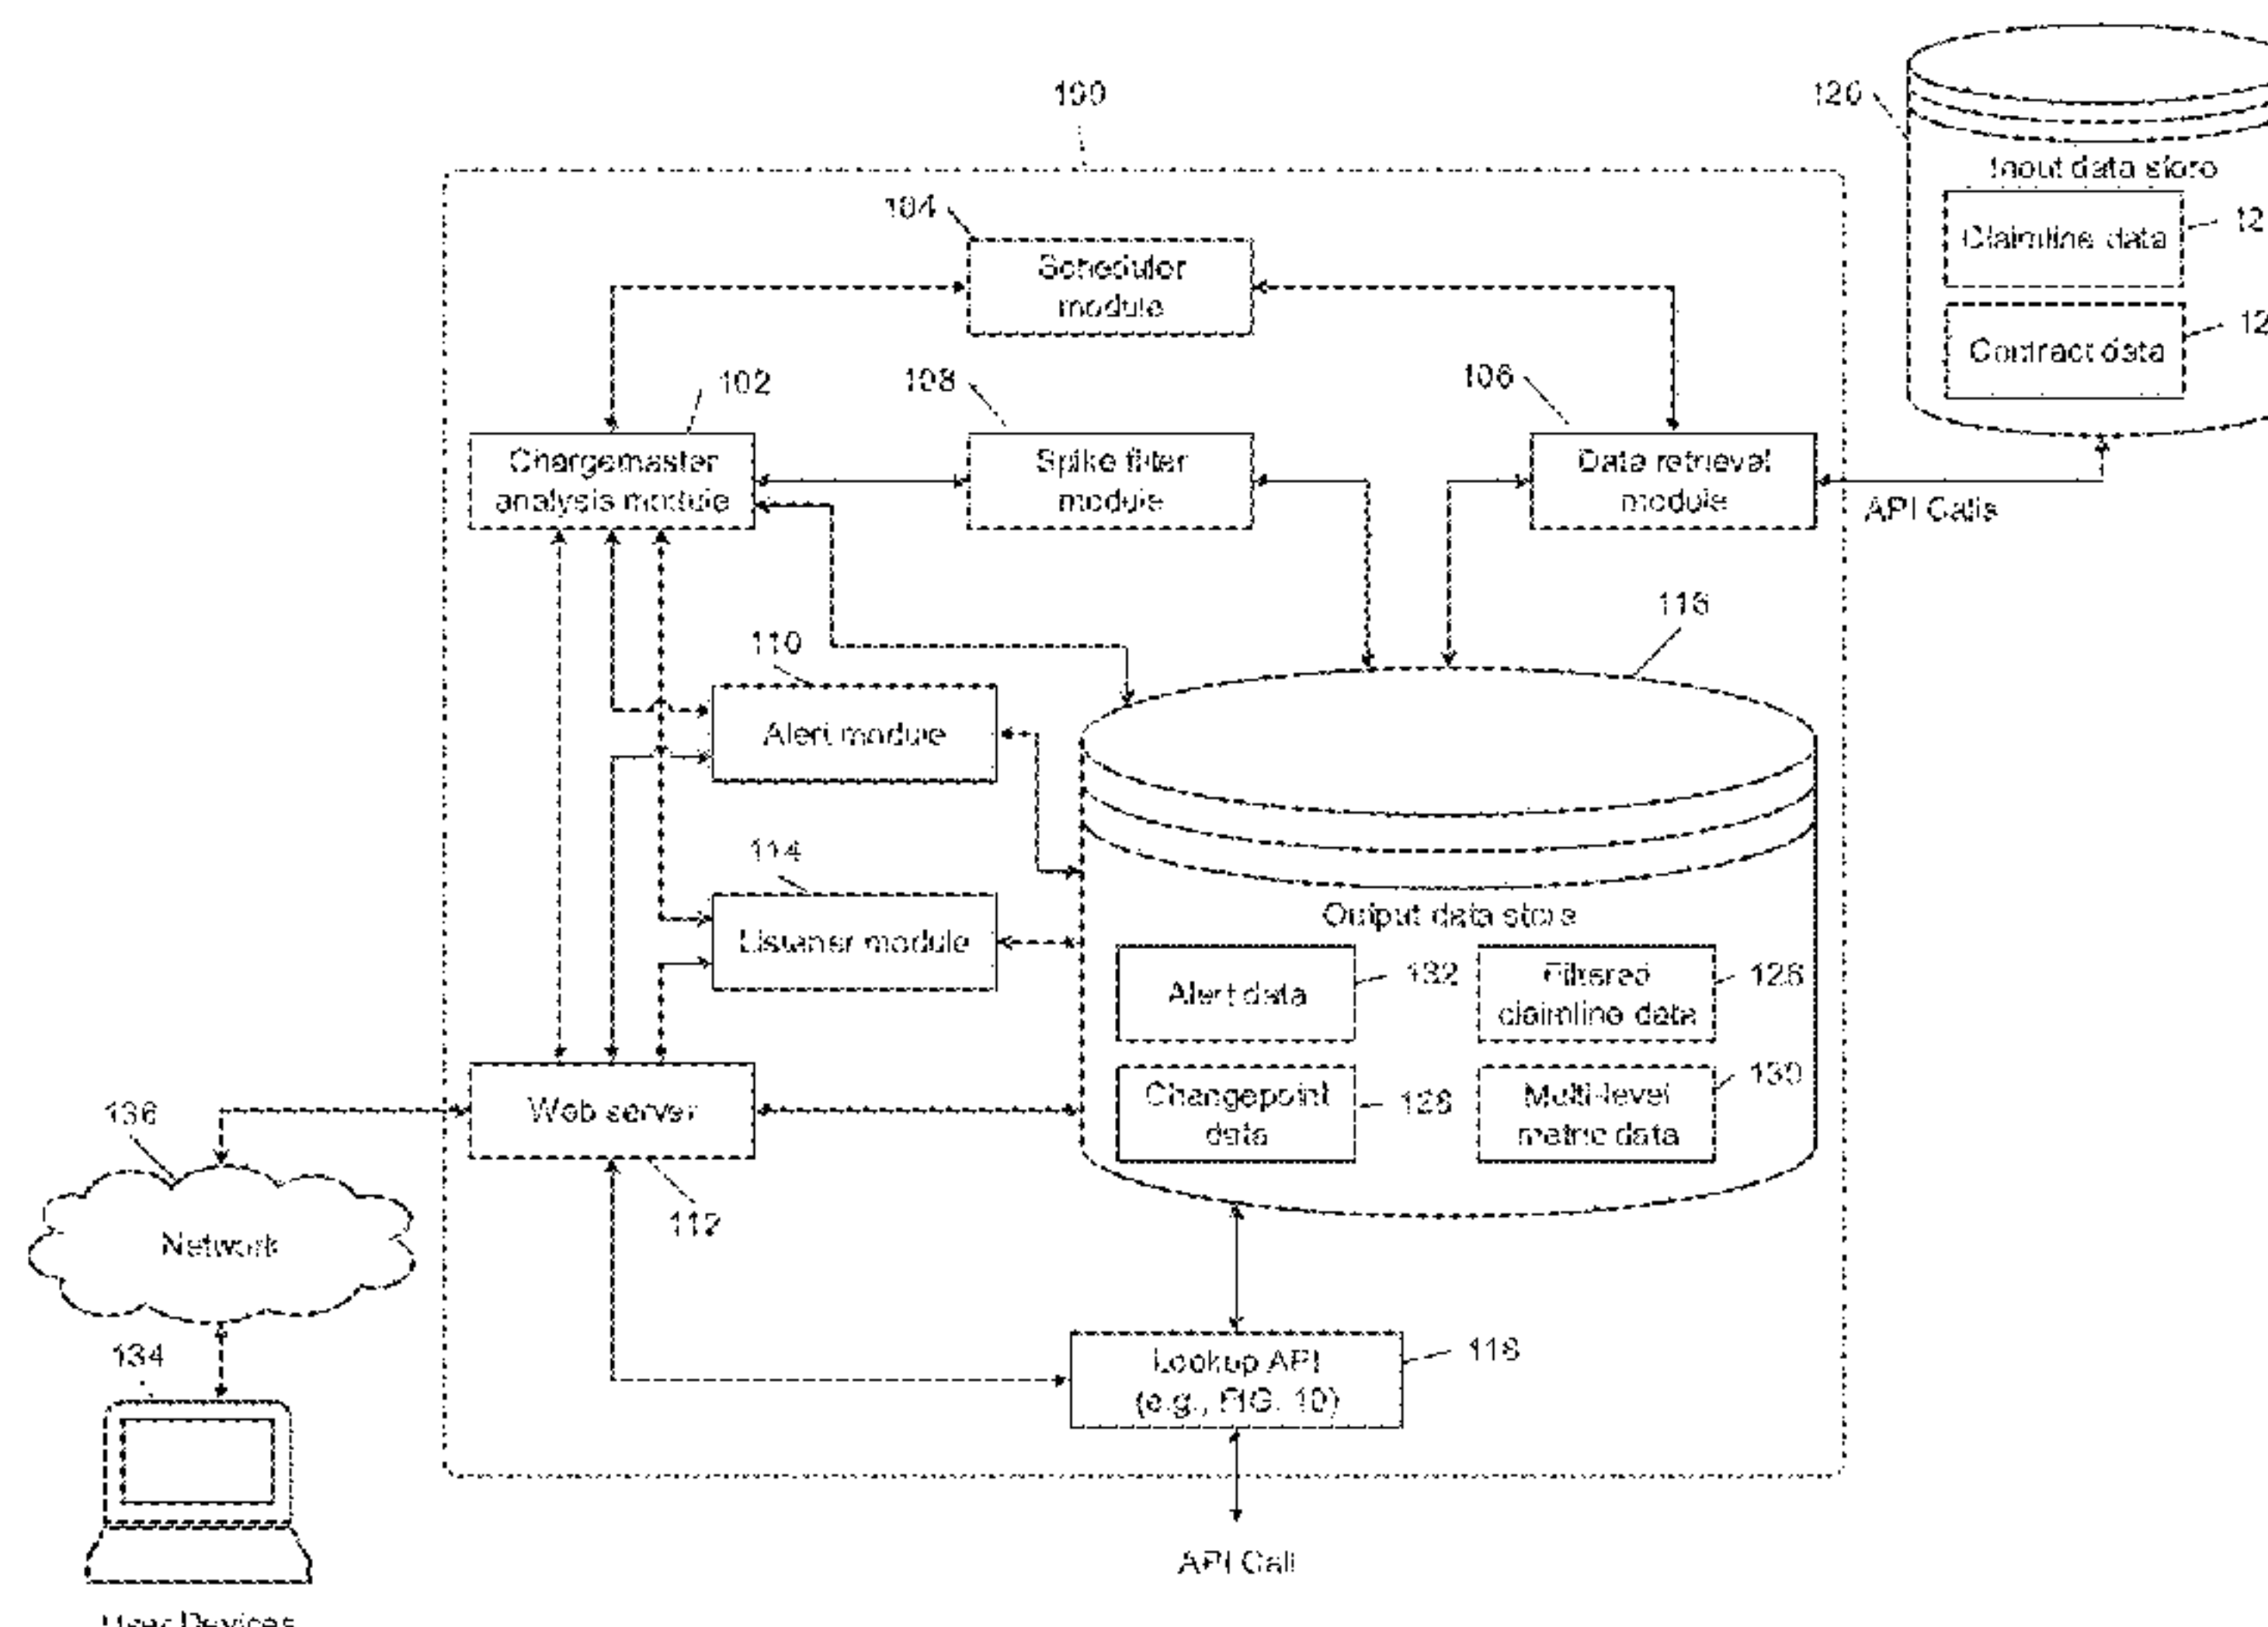 100
120
Input data store
104
Claimline data
12
Scheduler
module
Contract data
12
102
108
106
Chargemaster
analysis module
Spike filter
module
Data retrieval
module
API Calls
116
110
Alert module
114
Output data store
Listener module
Alert data
132
Filtered
claimline data
126
Changepoint
data
128
Multi-level
metric data
130
136
Web server
112
Network
134
Lookup API
(e.g., FIG. 10)
118
API Call
User Devices